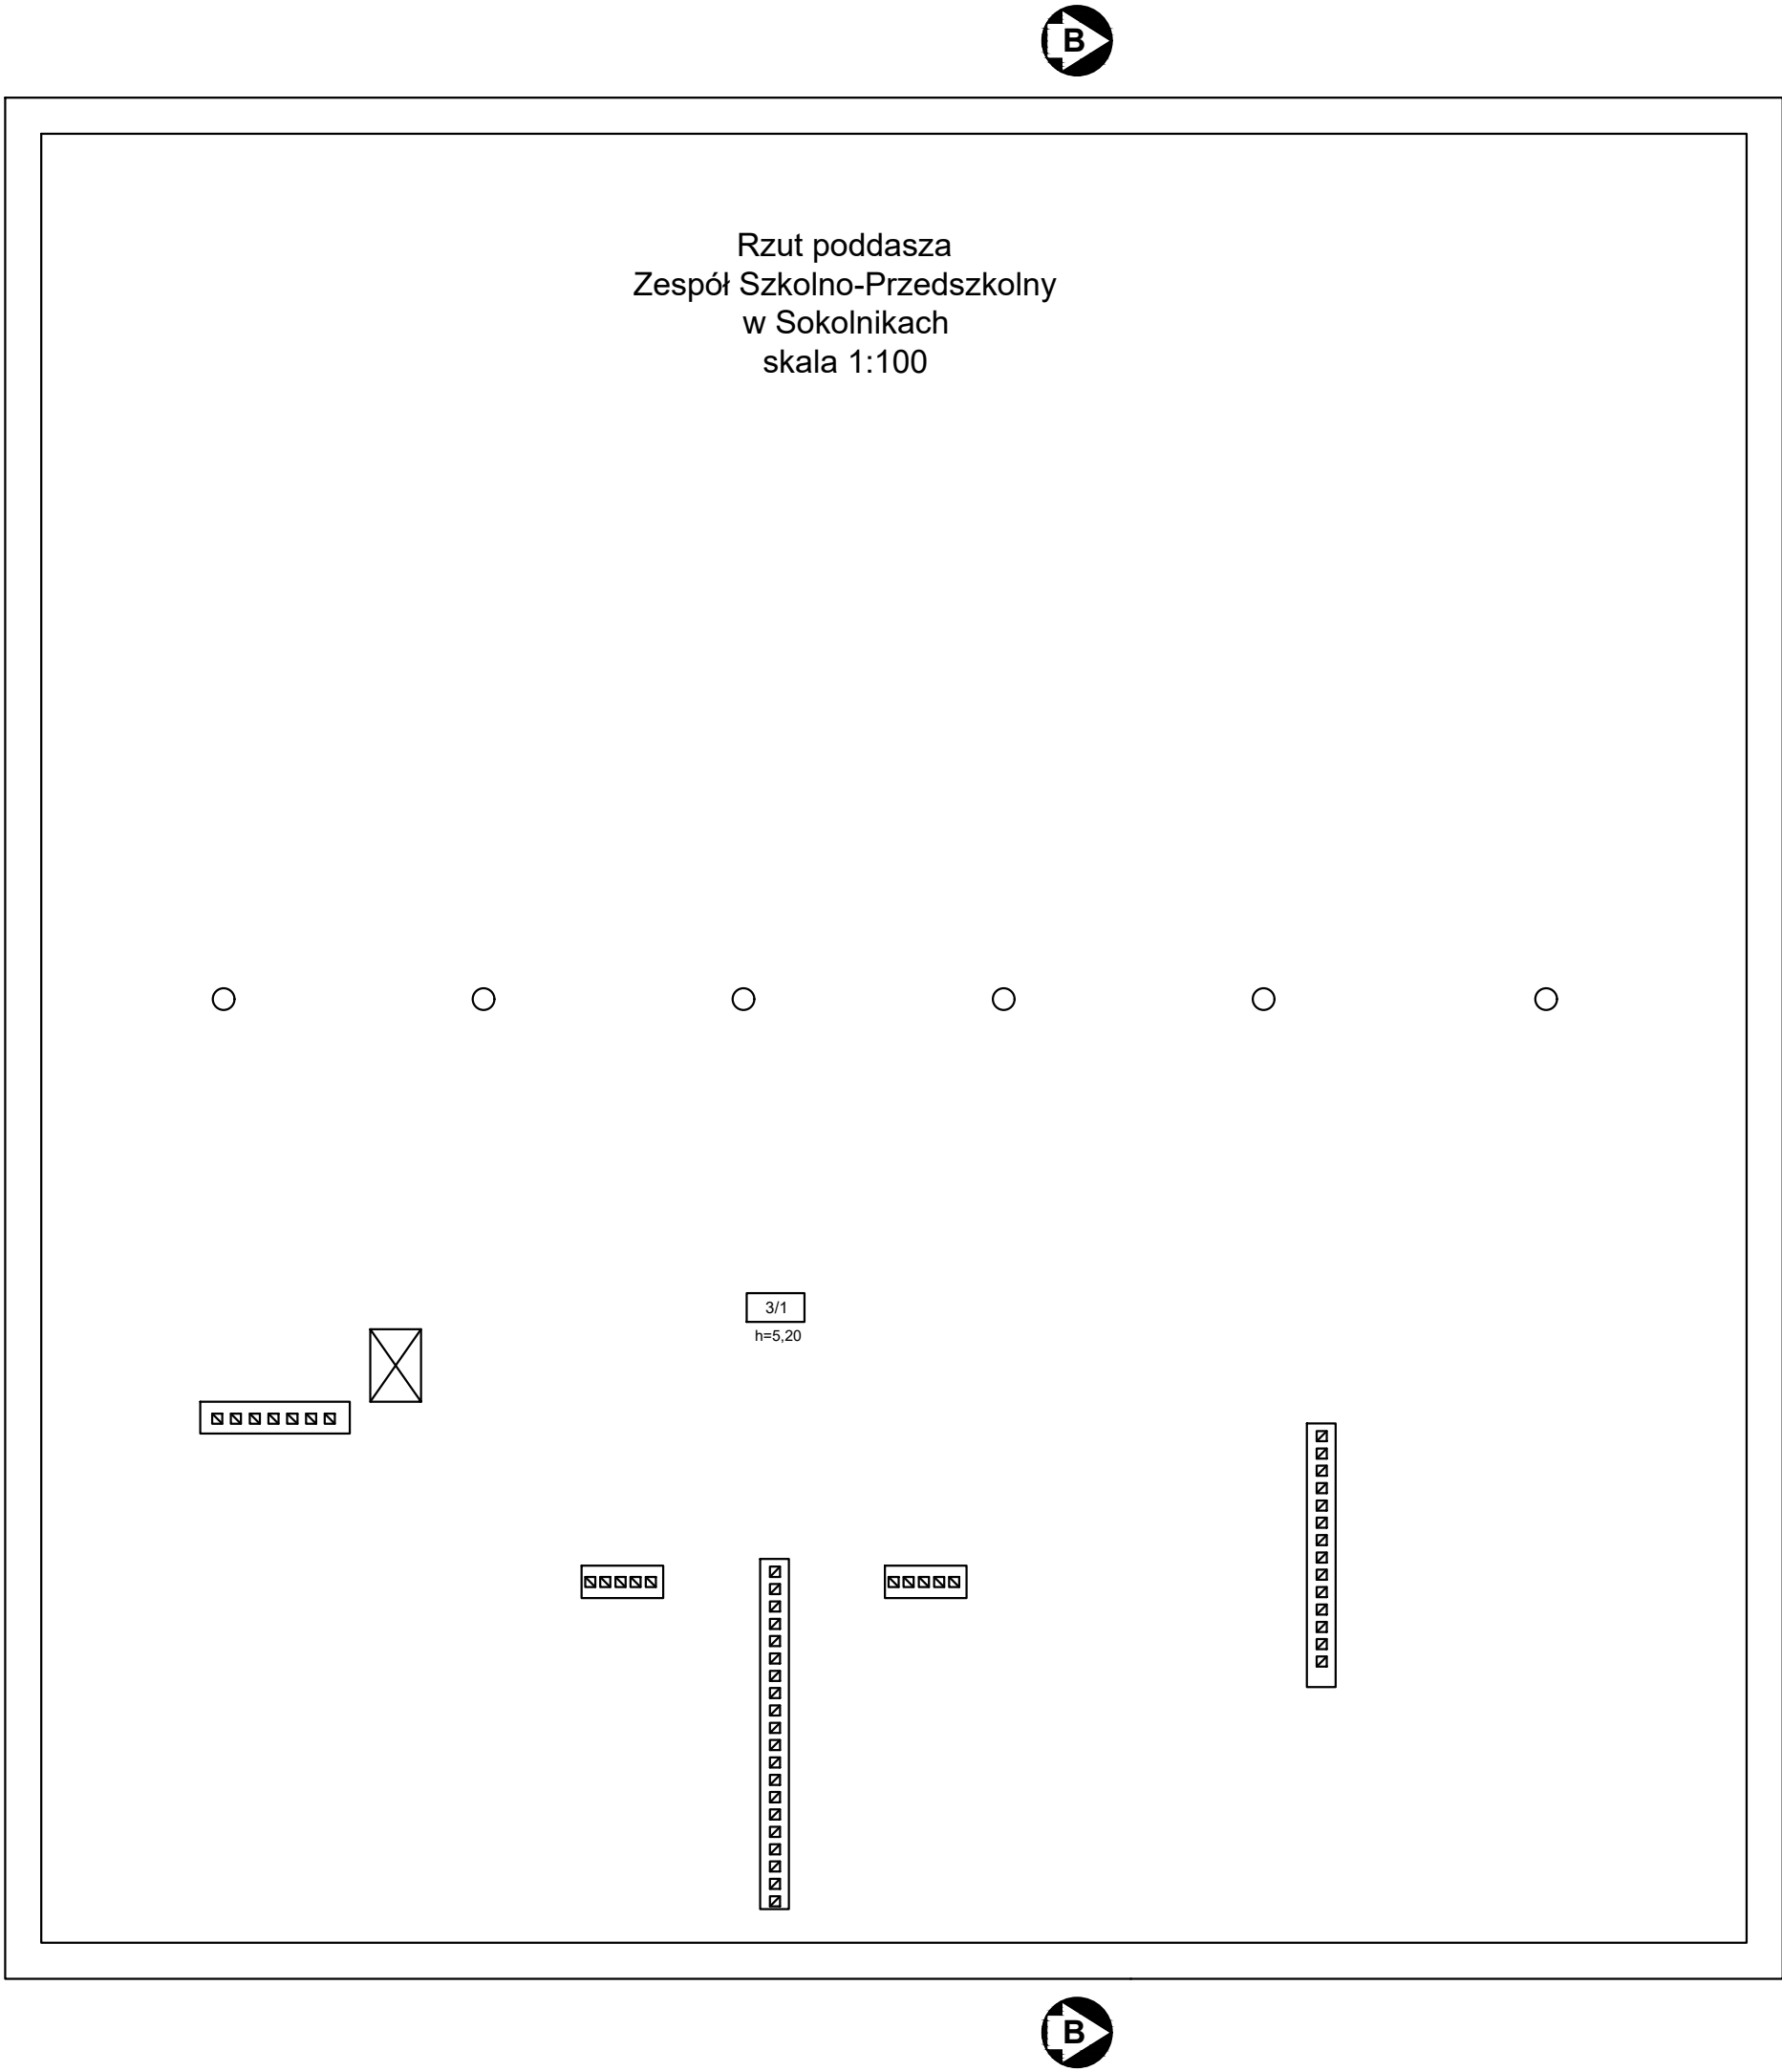 B
Rzut poddasza
Zespół Szkolno-Przedszkolny
w Sokolnikach
skala 1:100
3/1
h=5,20
B